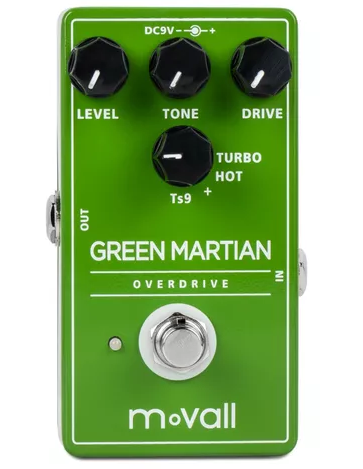 DC9V -●+
LEVEL TONE DRIVE
TURBO
HOT
+
Ts9
OUT
GREEN MARTIAN
IN
OVERDRIVE
movall